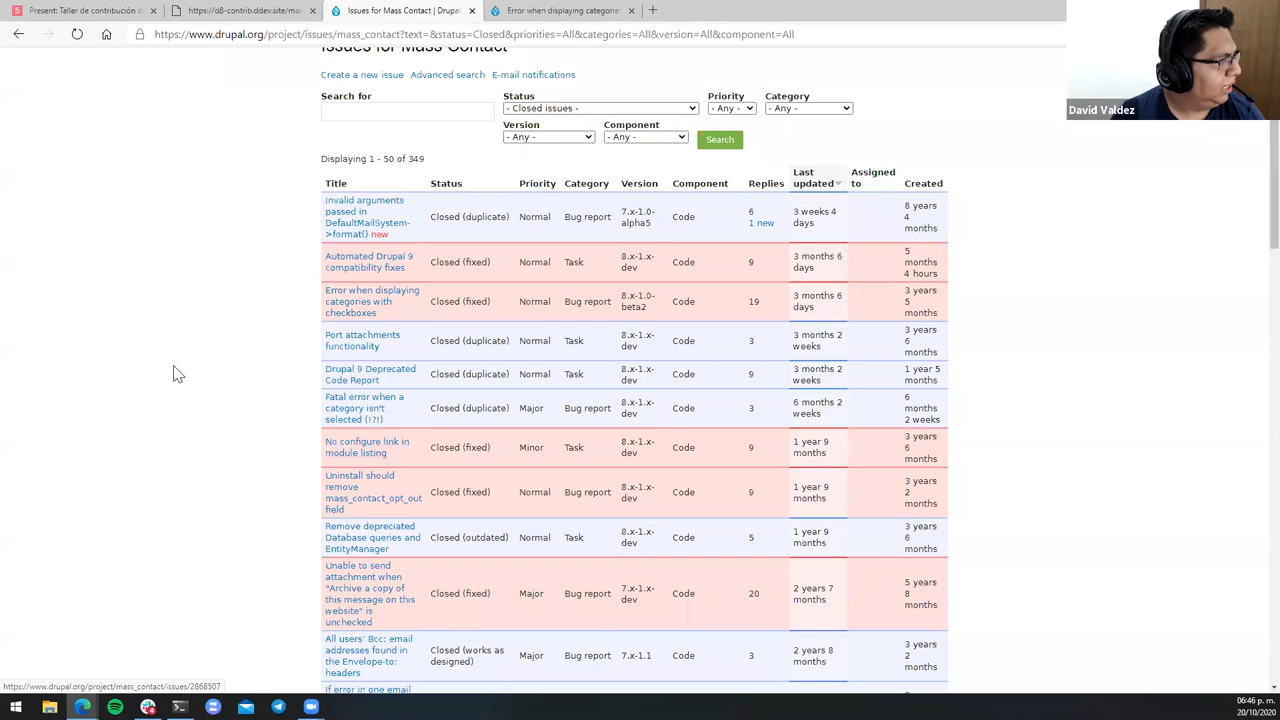 Present: Taller de contribución d
https://d8-contrib.ddev.site/ma
Issues for Mass Contact | Drupal
Error when displaying categories
https://www.drupal.org/project/issues/mass_contact?text=&status=Closed&priorities=All&categories=All&version=All&component=All
David Valdez
Issues for Mass Contact
Create a new issue Advanced search E-mail notifications
Search for Status Priority Category
- Closed issues - - Any - - Any -
Version Component
- Any - - Any - Search
Displaying 1 - 50 of 349
Title Status Priority Category Version Component Replies Last updated Assigned to Created
Invalid arguments
passed in
DefaultMailSystem-
>format() new
Closed (duplicate) Normal Bug report 7.x-1.0-
alpha5
Code 6
1 new
3 weeks 4
days
8 years
4
months
Automated Drupal 9
compatibility fixes
Closed (fixed) Normal Task 8.x-1.x-
dev
Code 9 3 months 6
days
5
months
4 hours
Error when displaying
categories with
checkboxes
Closed (fixed) Normal Bug report 8.x-1.0-
beta2
Code 19 3 months 6
days
3 years
5
months
Port attachments
functionality
Closed (duplicate) Normal Task 8.x-1.x-
dev
Code 3 3 months 2
weeks
3 years
6
months
Drupal 9 Deprecated
Code Report
Closed (duplicate) Normal Task 8.x-1.x-
dev
Code 9 3 months 2
weeks
1 year 5
months
Fatal error when a
category isn't
selected (!?!)
Closed (duplicate) Major Bug report 8.x-1.x-
dev
Code 3 6 months 2
weeks
6
months
2 weeks
No configure link in
module listing
Closed (fixed) Minor Task 8.x-1.x-
dev
Code 9 1 year 9
months
3 years
6
months
Uninstall should
remove
mass_contact_opt_out
field
Closed (fixed) Normal Bug report 8.x-1.x-
dev
Code 9 1 year 9
months
3 years
2
months
Remove depreciated
Database queries and
EntityManager
Closed (outdated) Normal Task 8.x-1.x-
dev
Code 5 1 year 9
months
3 years
6
months
Unable to send
attachment when
"Archive a copy of
this message on this
website" is
unchecked
Closed (fixed) Major Bug report 7.x-1.x-
dev
Code 20 2 years 7
months
5 years
8
months
All users' Bcc: email
addresses found in
the Envelope-to:
headers
Closed (works as
designed)
Major Bug report 7.x-1.1 Code 3 2 years 8
months
3 years
2
months
If error in one email
https://www.drupal.org/project/mass_contact/issues/2868507
06:46 p. m.
20/10/2020